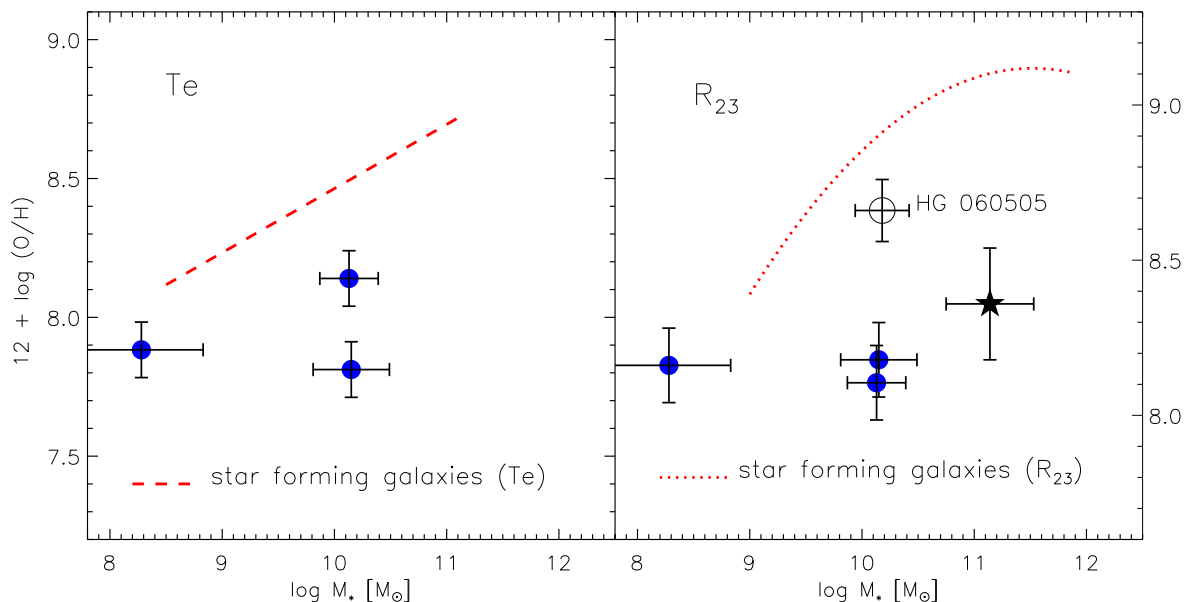 9.0
8.5
8.0
7.5
12 + log (O/H)
Te
star forming galaxies (Te)
8 9 10 11 12
log M* [M⊙]
R23
HG 060505
star forming galaxies (R23)
9.0
8.5
8.0
8 9 10 11 12
log M* [M⊙]